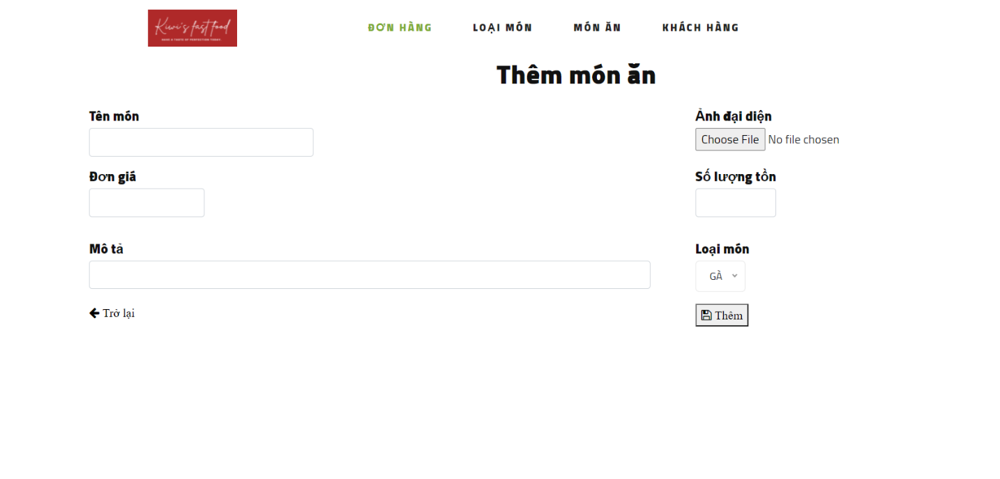 Kiwi's fast food
HAVE A TASTE OF PERFECTION TODAY.
ĐƠN HÀNG LOẠI MÓN MÓN ĂN KHÁCH HÀNG
Thêm món ăn
Tên món
Ảnh đại diện
Choose File No file chosen
Đơn giá
Số lượng tồn
Mô tả
Loại món
GÀ
Trở lại
Thêm